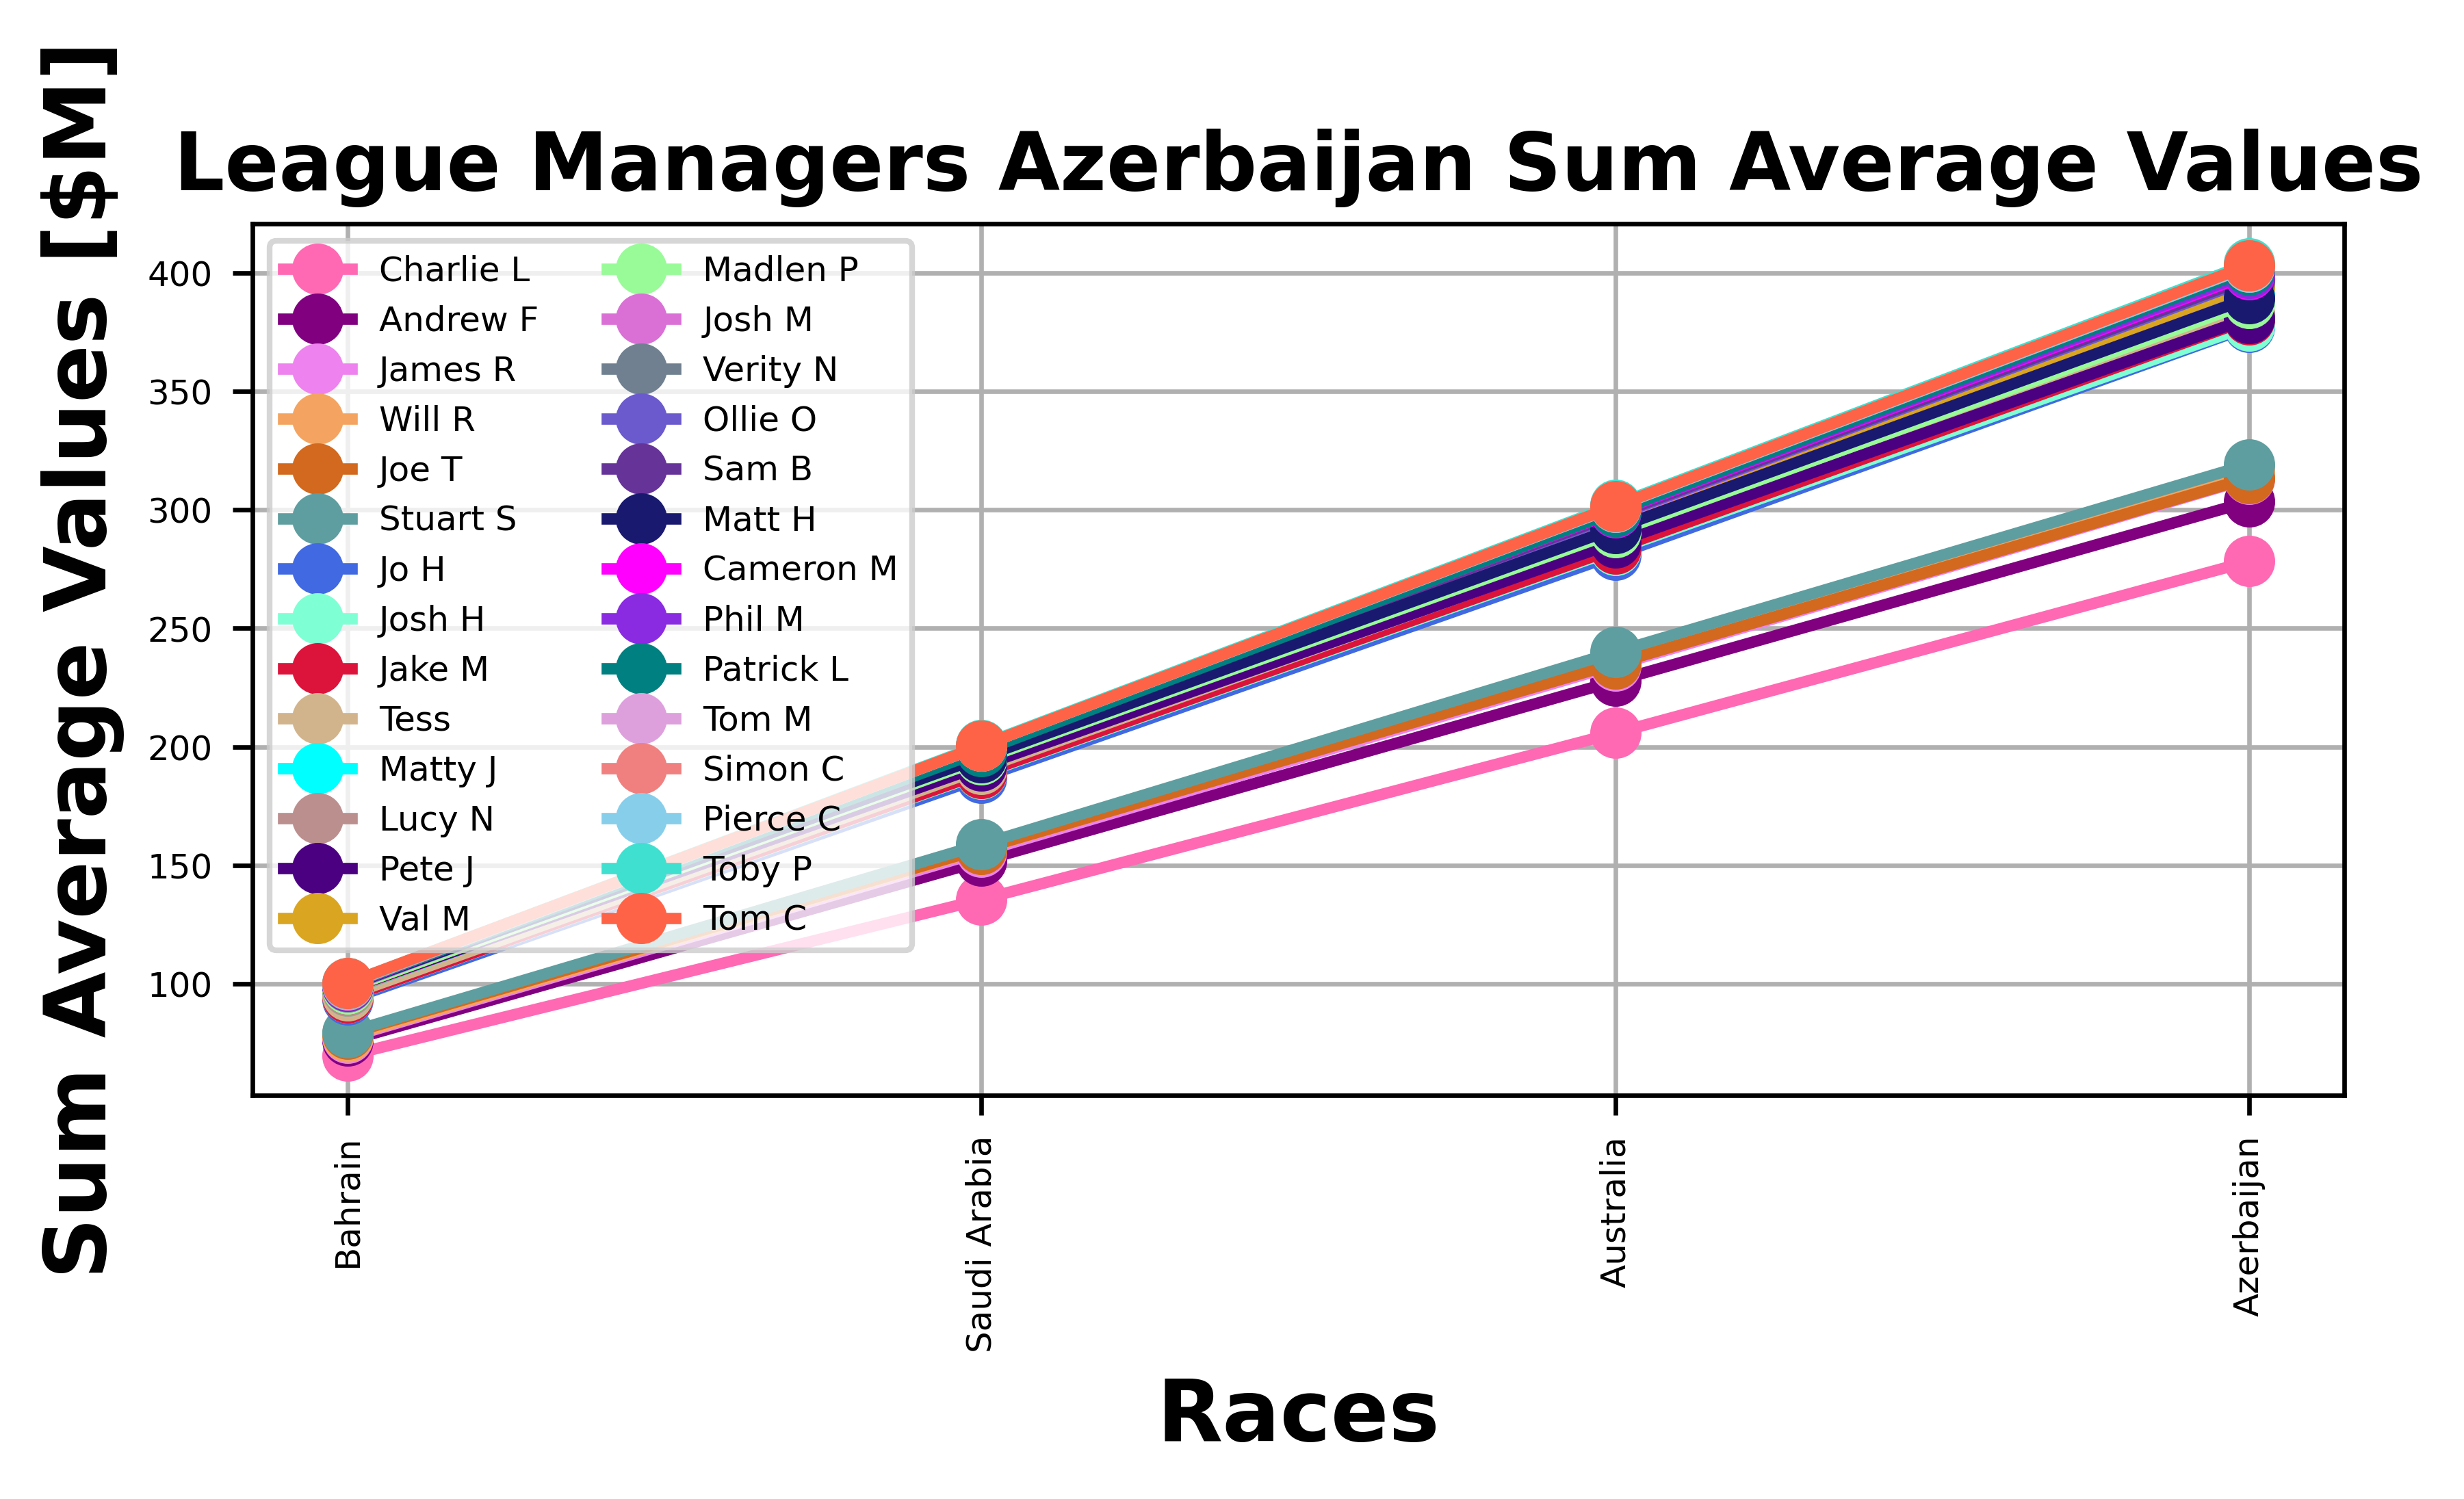 League Managers Azerbaijan Sum Average Values
Sum Average Values [$M]
400
350
300
250
200
150
100
Charlie L
Andrew F
James R
Will R
Joe T
Stuart S
Jo H
Josh H
Jake M
Tess
Matty J
Lucy N
Pete J
Val M
Madlen P
Josh M
Verity N
Ollie O
Sam B
Matt H
Cameron M
Phil M
Patrick L
Tom M
Simon C
Pierce C
Toby P
Tom C
Bahrain
Saudi Arabia
Australia
Azerbaijan
Races